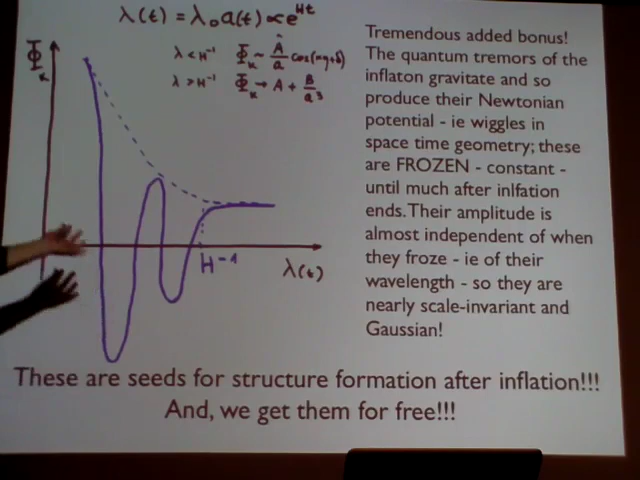 λ(t) = λ₀a(t) ∝ e^Ht
Φ_k
λ < H⁻¹ Φ_k ~ A/a cos(kη+δ)
λ > H⁻¹ Φ_k → A + B/a³
H⁻¹
λ(t)
Tremendous added bonus!
The quantum tremors of the
inflaton gravitate and so
produce their Newtonian
potential - ie wiggles in
space time geometry; these
are FROZEN - constant -
until much after inlfation
ends. Their amplitude is
almost independent of when
they froze - ie of their
wavelength - so they are
nearly scale-invariant and
Gaussian!
These are seeds for structure formation after inflation!!!
And, we get them for free!!!